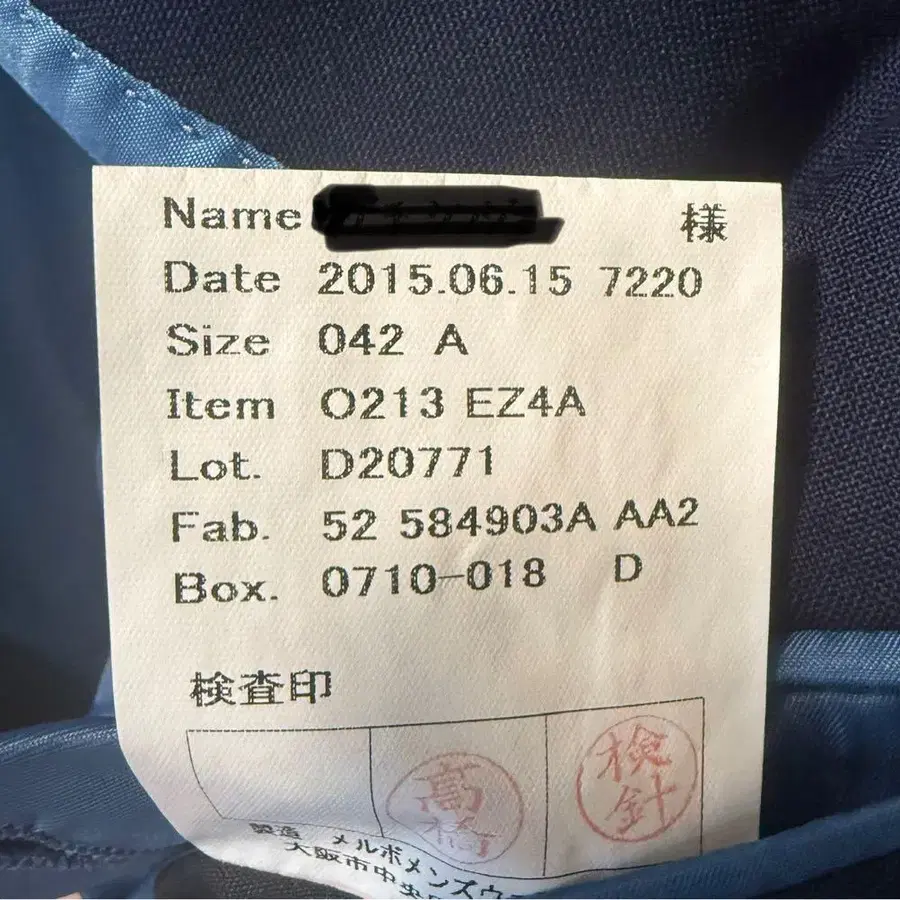 Name 様
Date 2015.06.15 7220
Size 042 A
Item O213 EZ4A
Lot. D20771
Fab. 52 584903A AA2
Box. 0710-018 D
検査印
高橋
検針
製造 メルボメンズウ
大阪市中央